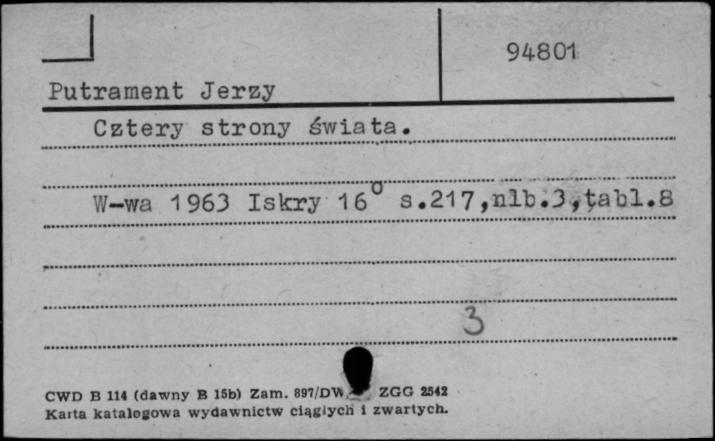 94801
Putrament Jerzy
Cztery strony świata.
W-wa 1963 Iskry 16° s.217,nlb.3,tabl.8
3
CWD B 114 (dawny B 15b) Zam. 897/DW ZGG 2542
Karta katalogowa wydawnictw ciągłych i zwartych.